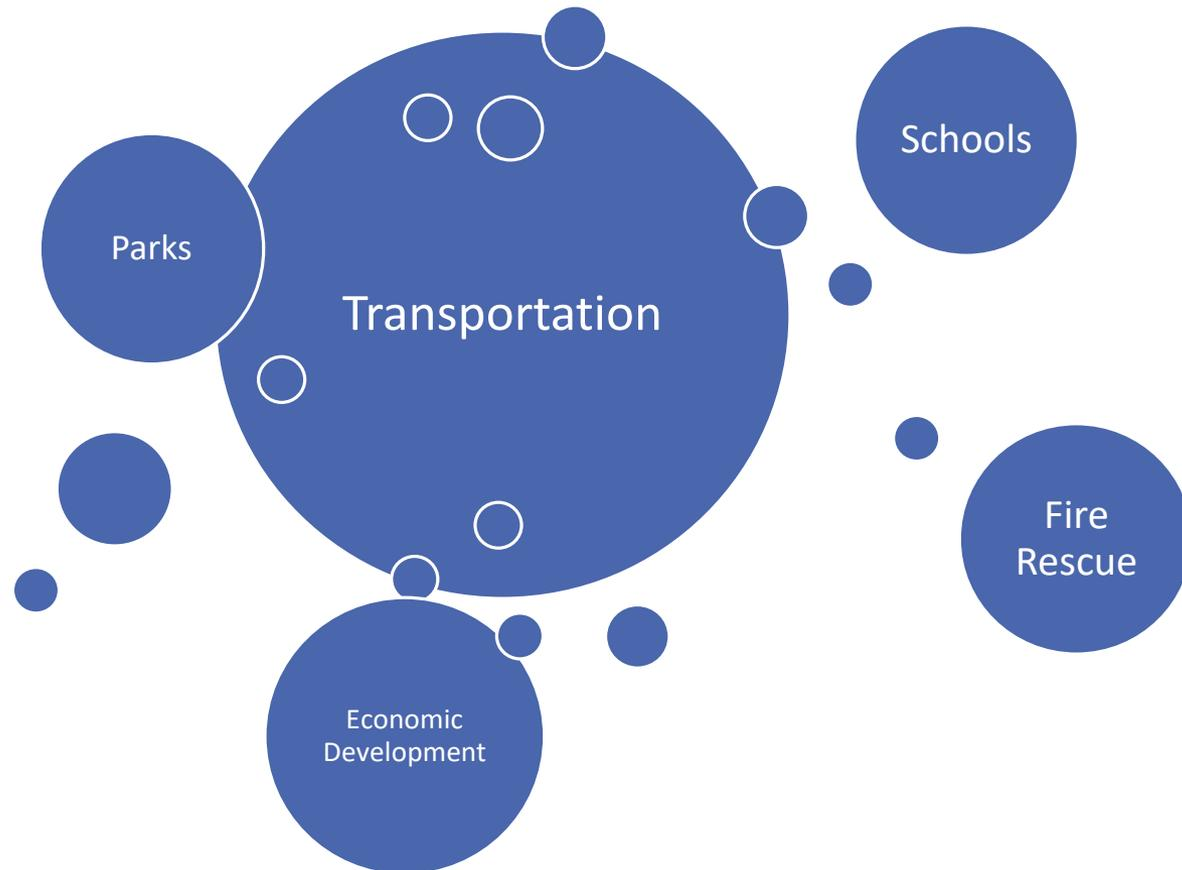 Schools
Parks
Transportation
Fire
Rescue
Economic
Development